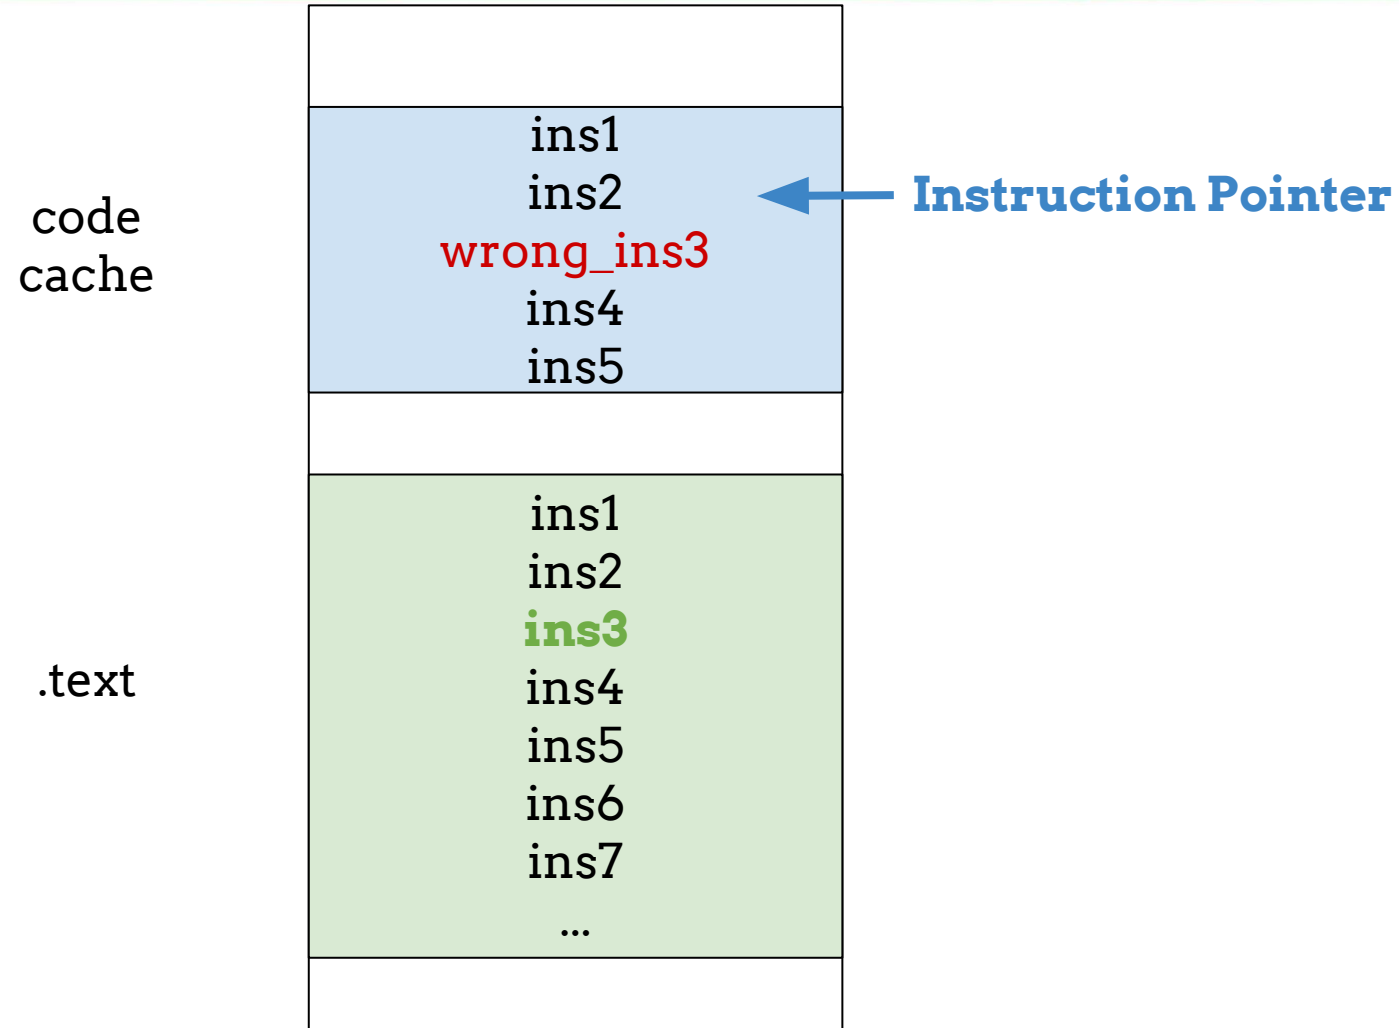 code
cache
ins1
ins2
wrong_ins3
ins4
ins5
Instruction Pointer
.text
ins1
ins2
ins3
ins4
ins5
ins6
ins7
...